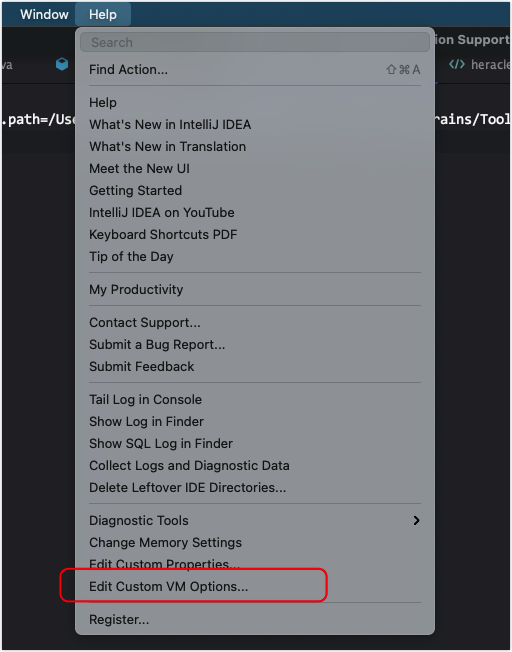 Window Help
Search
ion Support
va
</> heracle
Find Action... ⇧⌘A
.path=/Use
rains/Tool
Help
What's New in IntelliJ IDEA
What's New in Translation
Meet the New UI
Getting Started
IntelliJ IDEA on YouTube
Keyboard Shortcuts PDF
Tip of the Day
My Productivity
Contact Support...
Submit a Bug Report...
Submit Feedback
Tail Log in Console
Show Log in Finder
Show SQL Log in Finder
Collect Logs and Diagnostic Data
Delete Leftover IDE Directories...
Diagnostic Tools
Change Memory Settings
Edit Custom Properties...
Edit Custom VM Options...
Register...